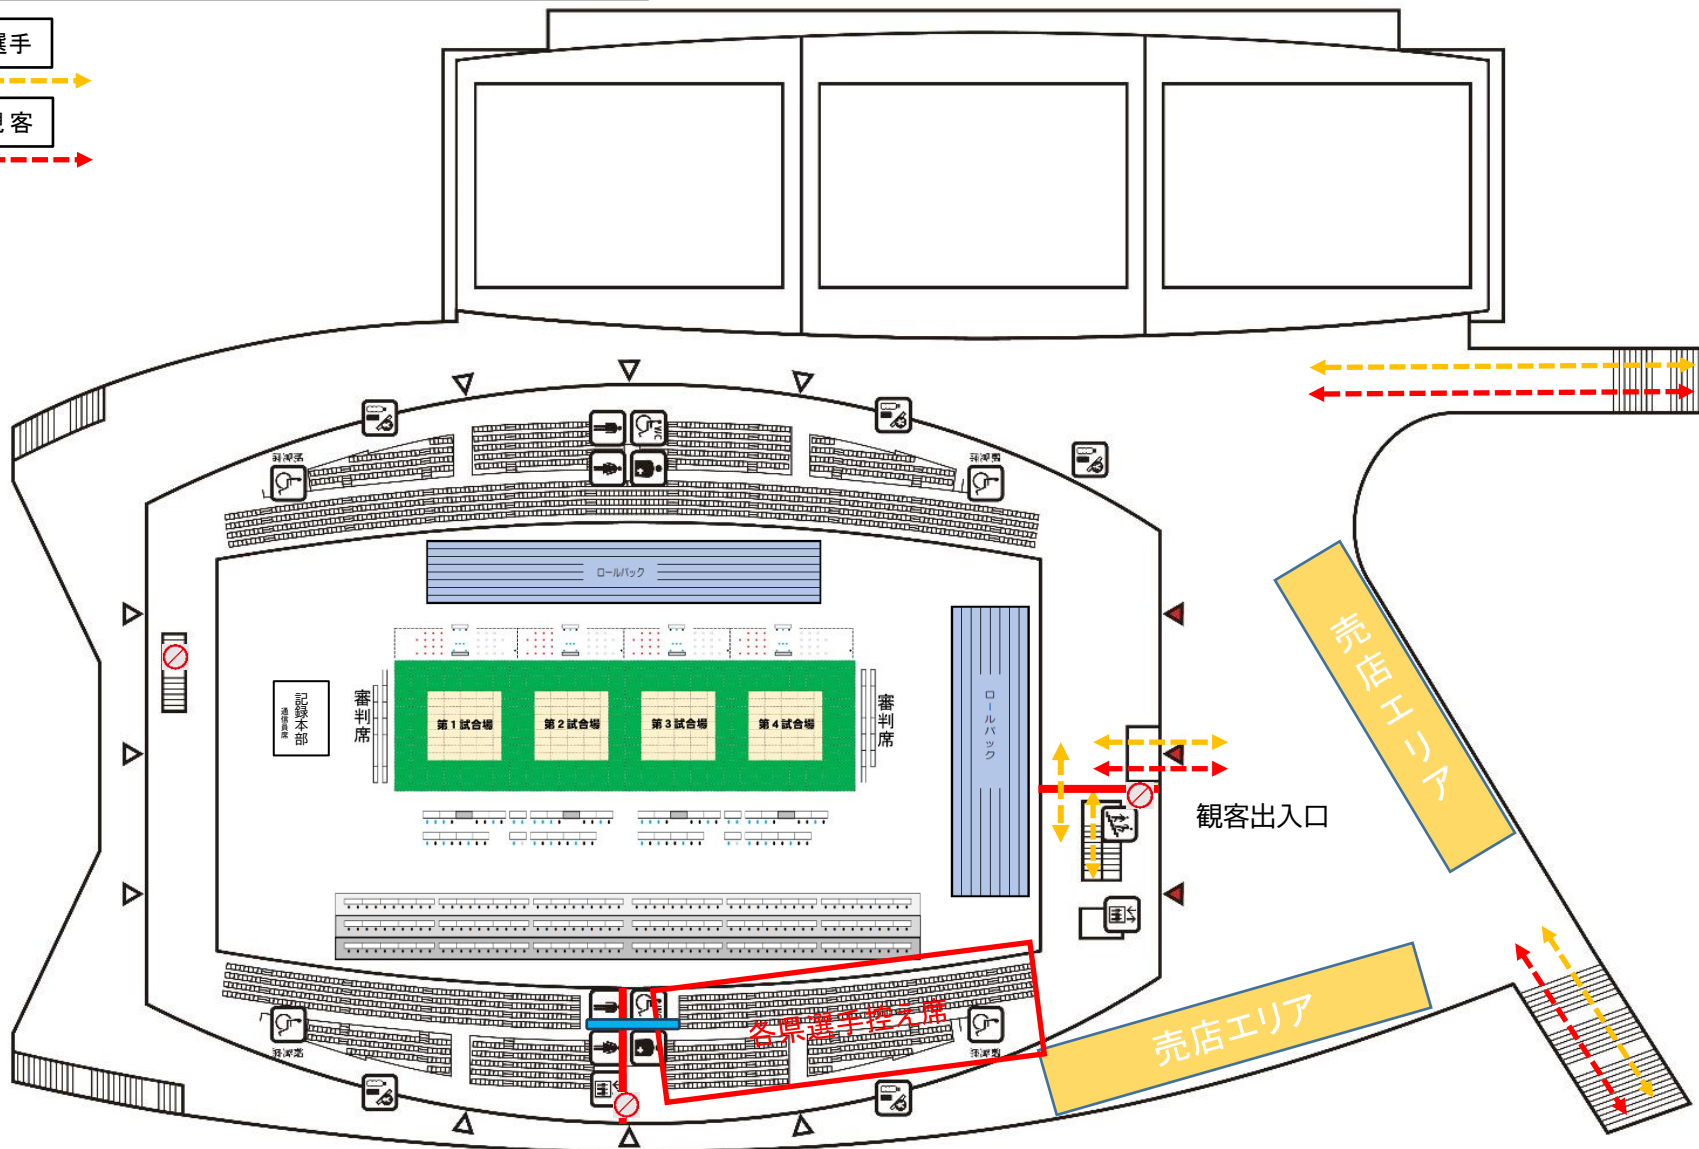 選手
観客
ロールバック
ロールバック
記録本部
通信員席
審判席
第1試合場
第2試合場
第3試合場
第4試合場
審判席
売店エリア
観客出入口
各県選手控え席
売店エリア